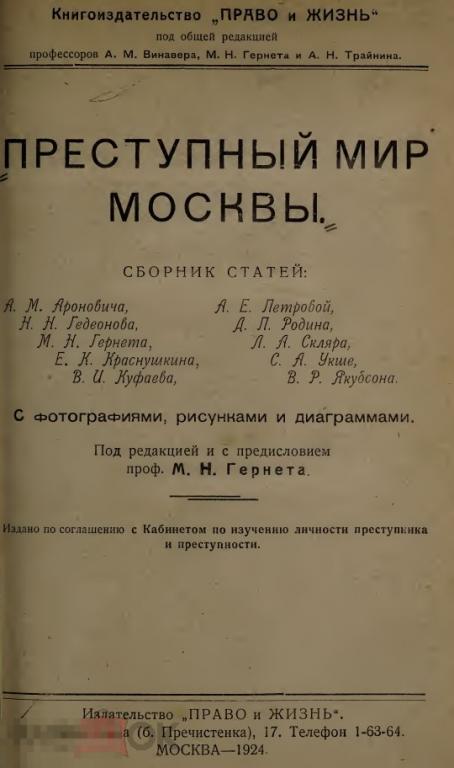 Книгоиздательство „ПРАВО и ЖИЗНЬ“
под общей редакцией
профессоров А. М. Винавера, М. Н. Гернета и А. Н. Трайнина.
ПРЕСТУПНЫЙ МИР
МОСКВЫ.
СБОРНИК СТАТЕЙ:
А. М. Ароновича,
Н. Н. Гедеонова,
М. Н. Гернета,
Е. К. Краснушкина,
В. И. Куфаева,
А. Е. Петровой,
Д. П. Родина,
Л. А. Скляра,
С. А. Укше,
В. Р. Якубсона.
С фотографиями, рисунками и диаграммами.
Под редакцией и с предисловием
проф. М. Н. Гернета.
Издано по соглашению с Кабинетом по изучению личности преступника
и преступности.
Издательство „ПРАВО и ЖИЗНЬ“.
(б. Пречистенка), 17. Телефон 1-63-64.
МОСКВА—1924.